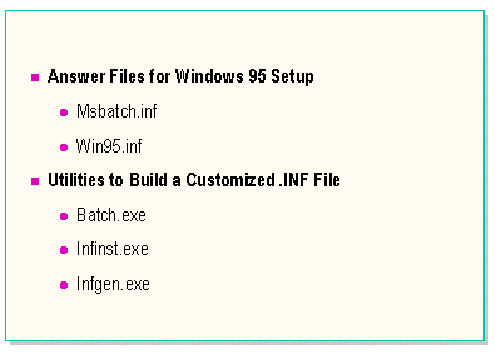 Answer Files for Windows 95 Setup
Msbatch.inf
Win95.inf
Utilities to Build a Customized .INF File
Batch.exe
Infinst.exe
Infgen.exe